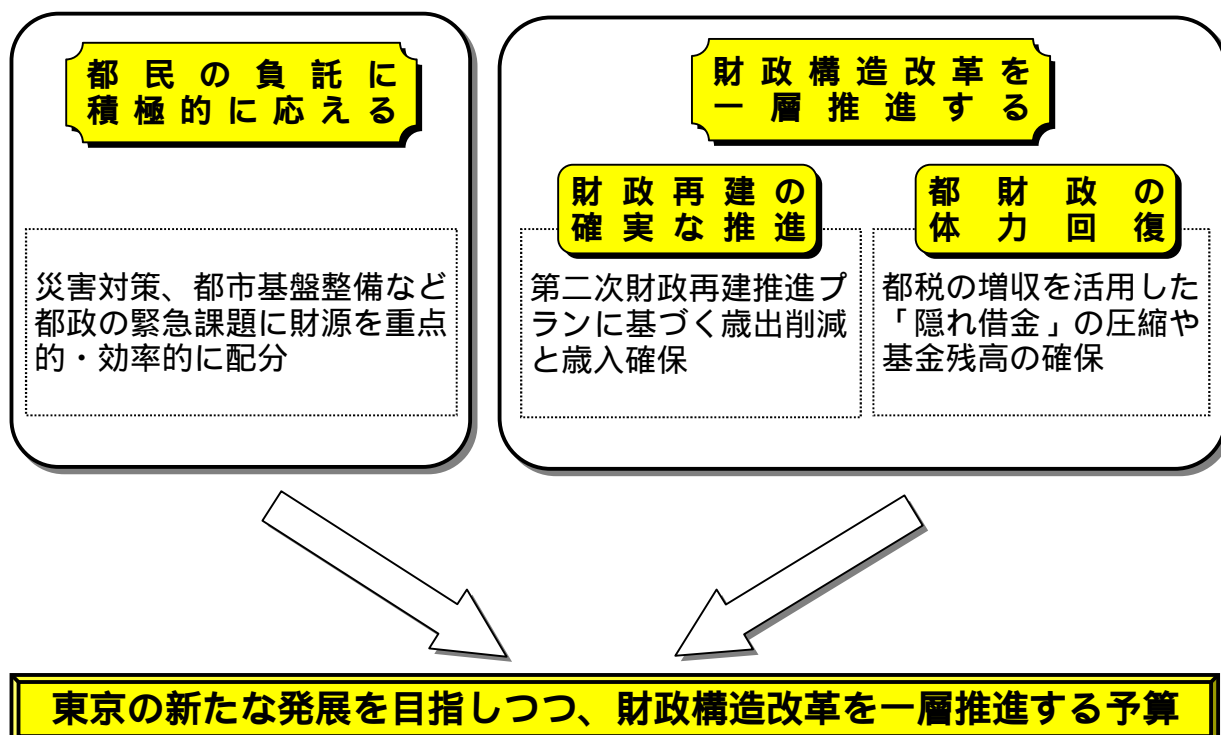 都民の負託に
積極的に応える
災害対策、都市基盤整備など
都政の緊急課題に財源を重点
的・効率的に配分
財政構造改革を
一層推進する
財政再建の
確実な推進
第二次財政再建推進プ
ランに基づく歳出削減
と歳入確保
都財政の
体力回復
都税の増収を活用した
「隠れ借金」の圧縮や
基金残高の確保
東京の新たな発展を目指しつつ、財政構造改革を一層推進する予算